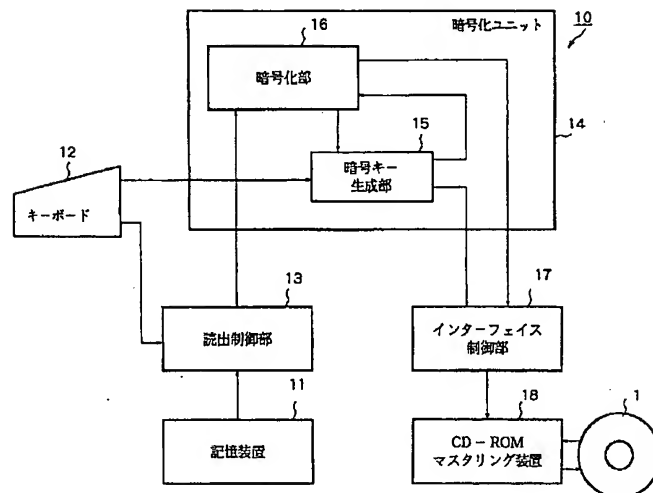 暗号化ユニット
10
16
暗号化部
14
15
暗号キー
生成部
12
キーボード
13
読出制御部
17
インターフェイス
制御部
11
記憶装置
18
CD-ROM
マスタリング装置
1